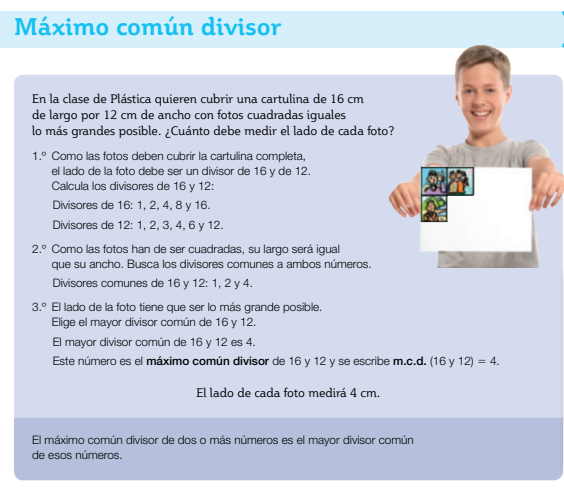 Máximo común divisor
En la clase de Plástica quieren cubrir una cartulina de 16 cm
de largo por 12 cm de ancho con fotos cuadradas iguales
lo más grandes posible. ¿Cuánto debe medir el lado de cada foto?
1.º Como las fotos deben cubrir la cartulina completa,
el lado de la foto debe ser un divisor de 16 y de 12.
Calcula los divisores de 16 y 12:
Divisores de 16: 1, 2, 4, 8 y 16.
Divisores de 12: 1, 2, 3, 4, 6 y 12.
2.º Como las fotos han de ser cuadradas, su largo será igual
que su ancho. Busca los divisores comunes a ambos números.
Divisores comunes de 16 y 12: 1, 2 y 4.
3.º El lado de la foto tiene que ser lo más grande posible.
Elige el mayor divisor común de 16 y 12.
El mayor divisor común de 16 y 12 es 4.
Este número es el máximo común divisor de 16 y 12 y se escribe m.c.d. (16 y 12) = 4.
El lado de cada foto medirá 4 cm.
El máximo común divisor de dos o más números es el mayor divisor común
de esos números.